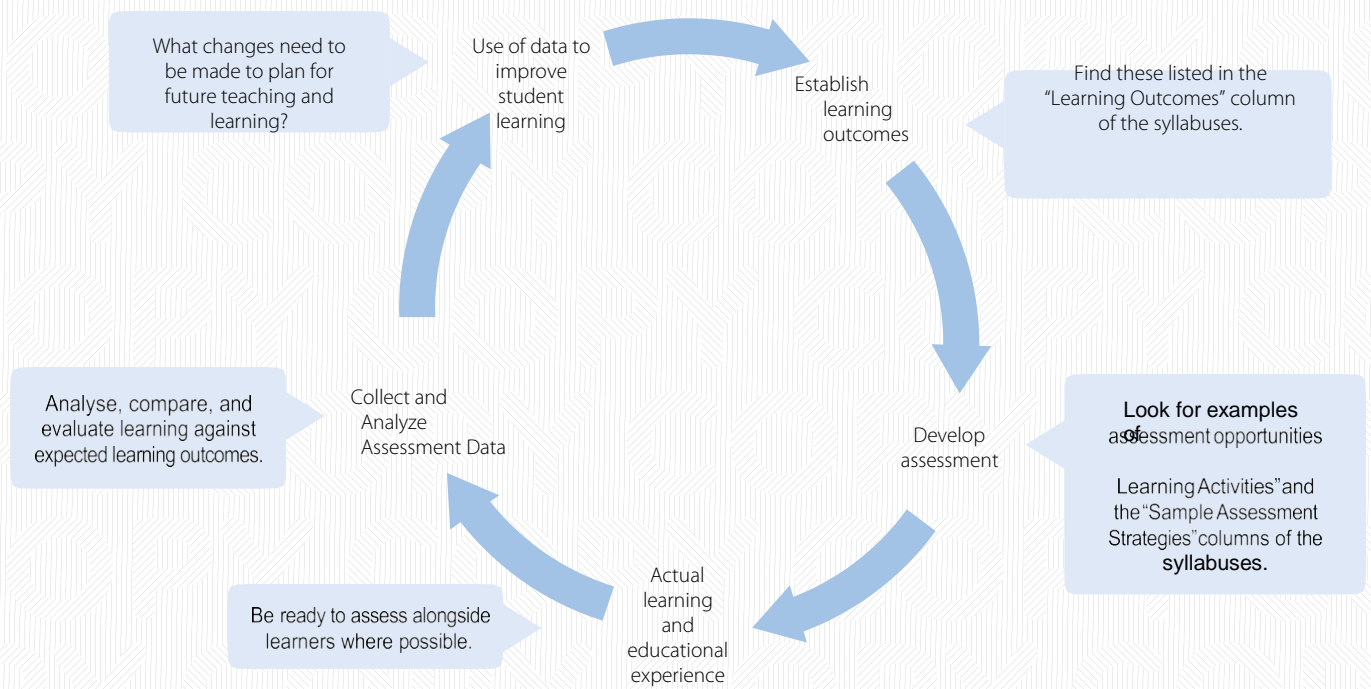 What changes need to
be made to plan for
future teaching and
learning?
Use of data to
improve
student
learning
Establish
learning
outcomes
Find these listed in the
“Learning Outcomes” column
of the syllabuses.
Develop
assessment
Look for examples
of
assessment opportunities
Learning Activities” and
the “Sample Assessment
Strategies” columns of the
syllabuses.
Actual
learning
and
educational
experience
Be ready to assess alongside
learners where possible.
Collect and
Analyze
Assessment Data
Analyse, compare, and
evaluate learning against
expected learning outcomes.